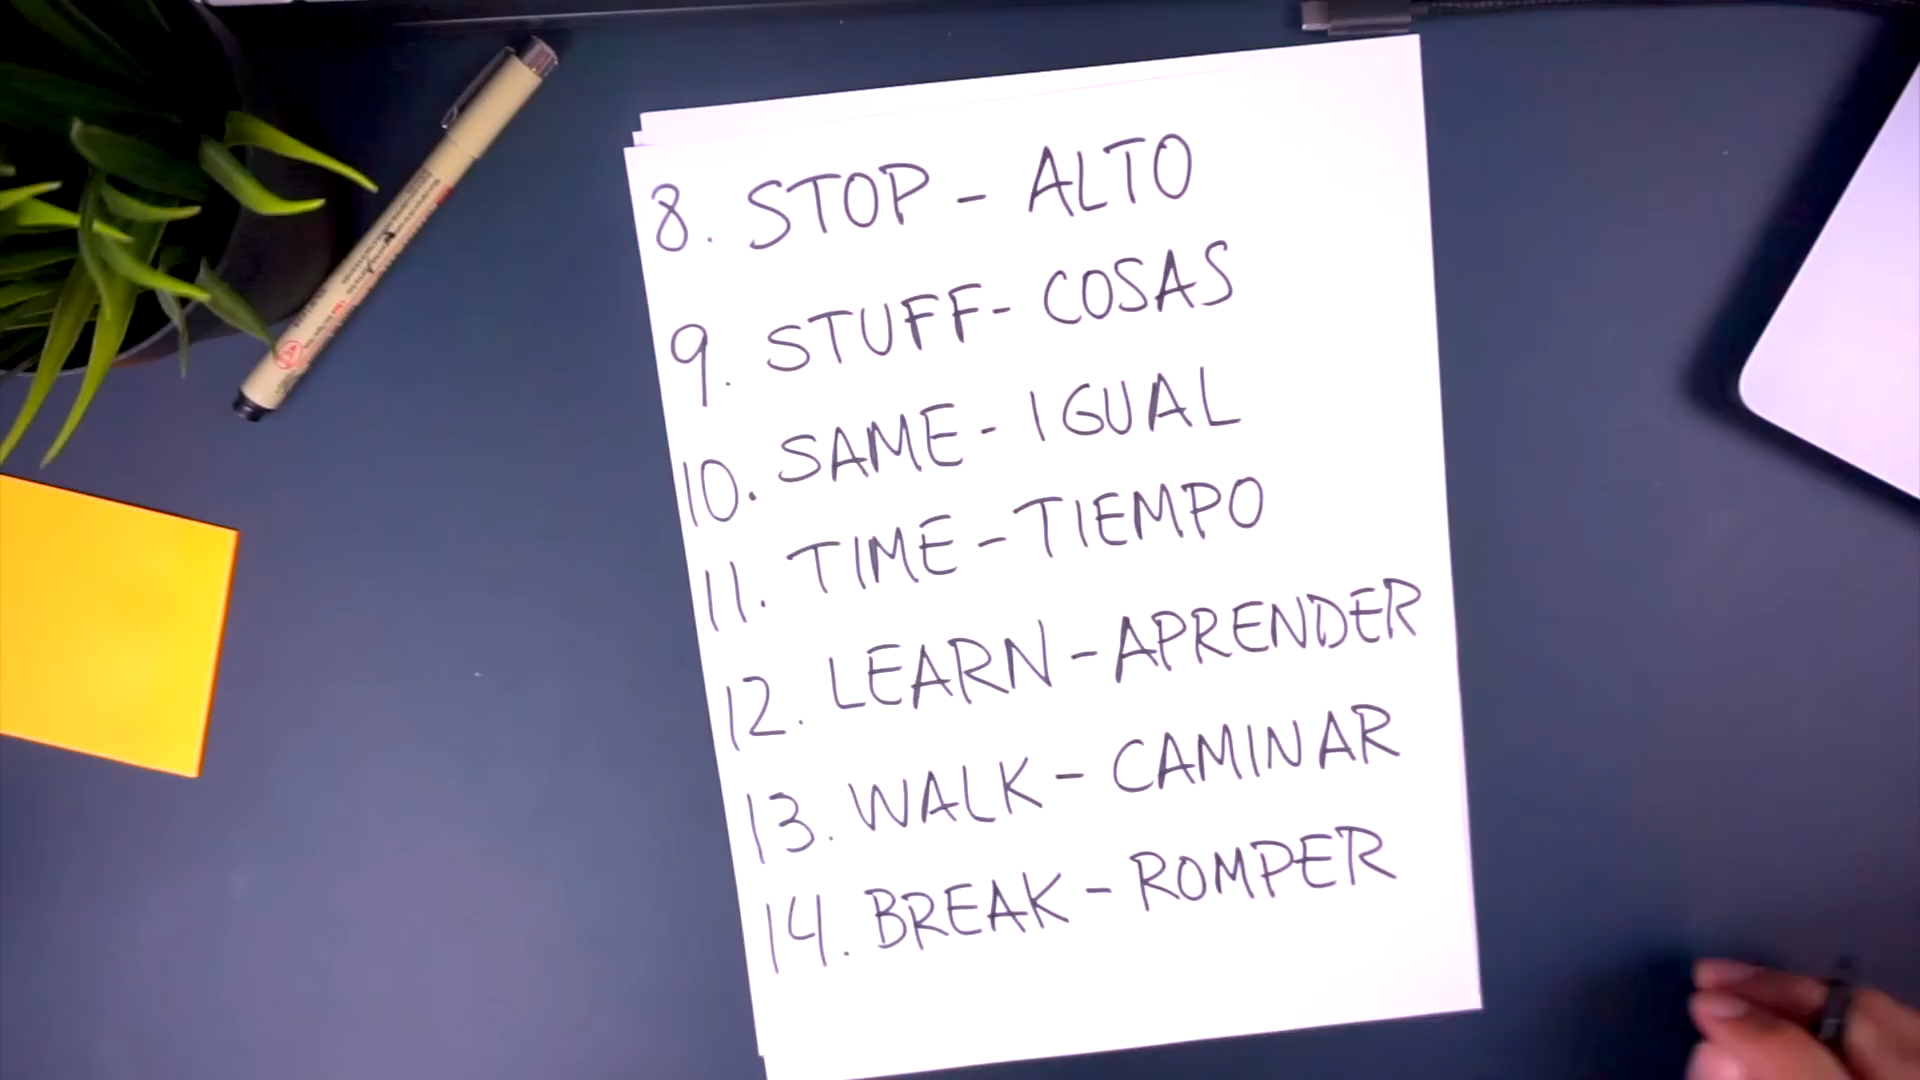 8. STOP - ALTO
9. STUFF - COSAS
10. SAME - IGUAL
11. TIME - TIEMPO
12. LEARN - APRENDER
13. WALK - CAMINAR
14. BREAK - ROMPER